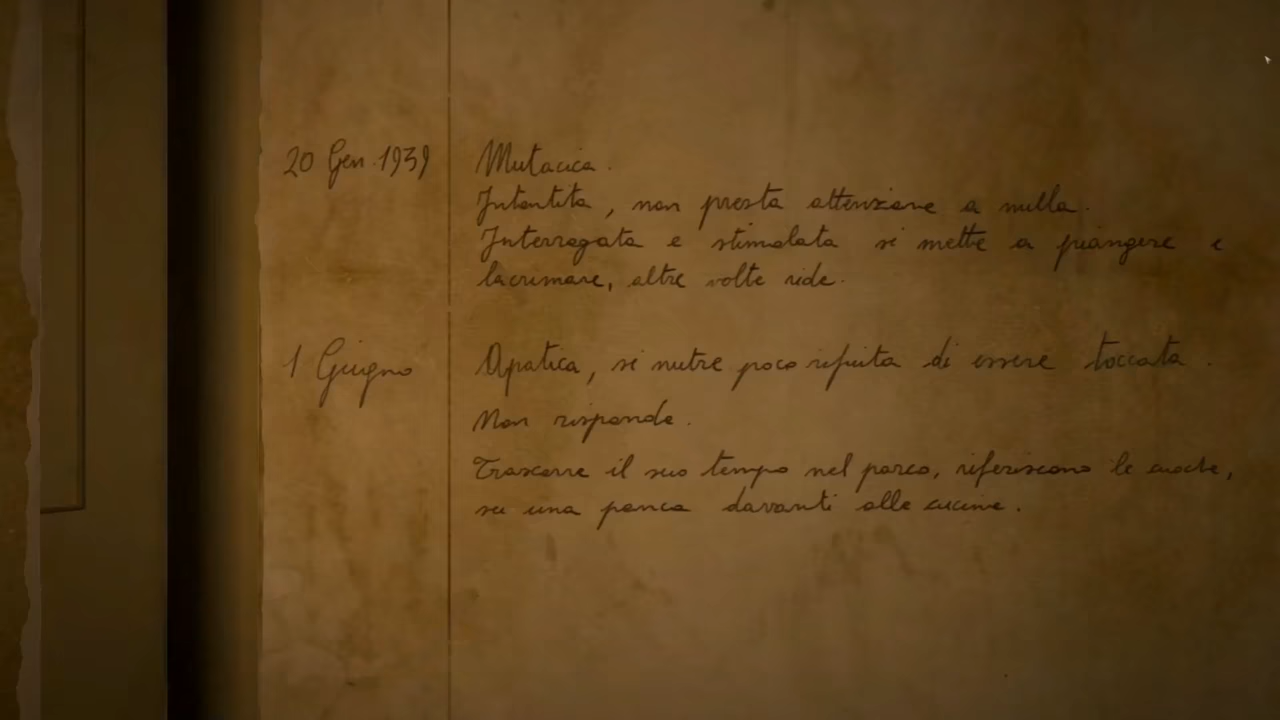 20 Gen. 1939 Mutacica.
Intontita, non presta attenzione a nulla.
Interrogata e stimolata si mette a piangere e
lacrimare, altre volte ride.
1 Giugno Apatica, si nutre poco rifiuta di essere toccata.
Non risponde.
Trascorre il suo tempo nel parco, riferiscono le cuoche,
su una panca davanti alle cucine.